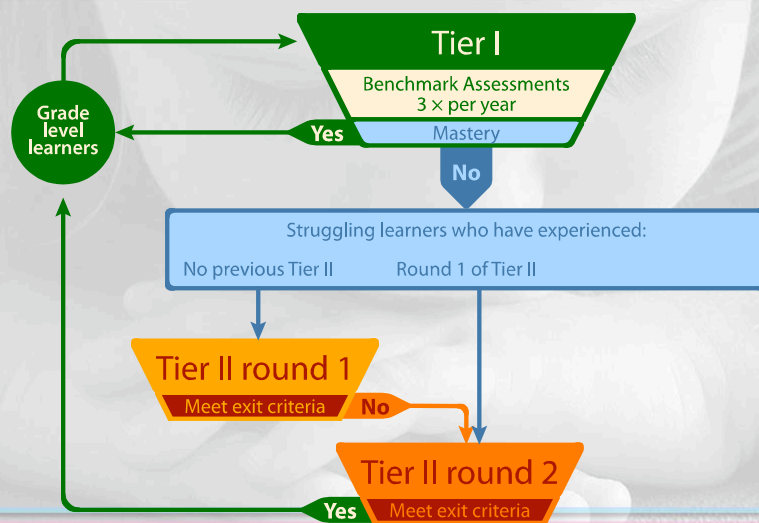 Tier I
Benchmark Assessments
3 × per year
Grade
level
learners
Yes
Mastery
No
Struggling learners who have experienced:
No previous Tier II
Round 1 of Tier II
Tier II round 1
Meet exit criteria
No
Tier II round 2
Yes
Meet exit criteria